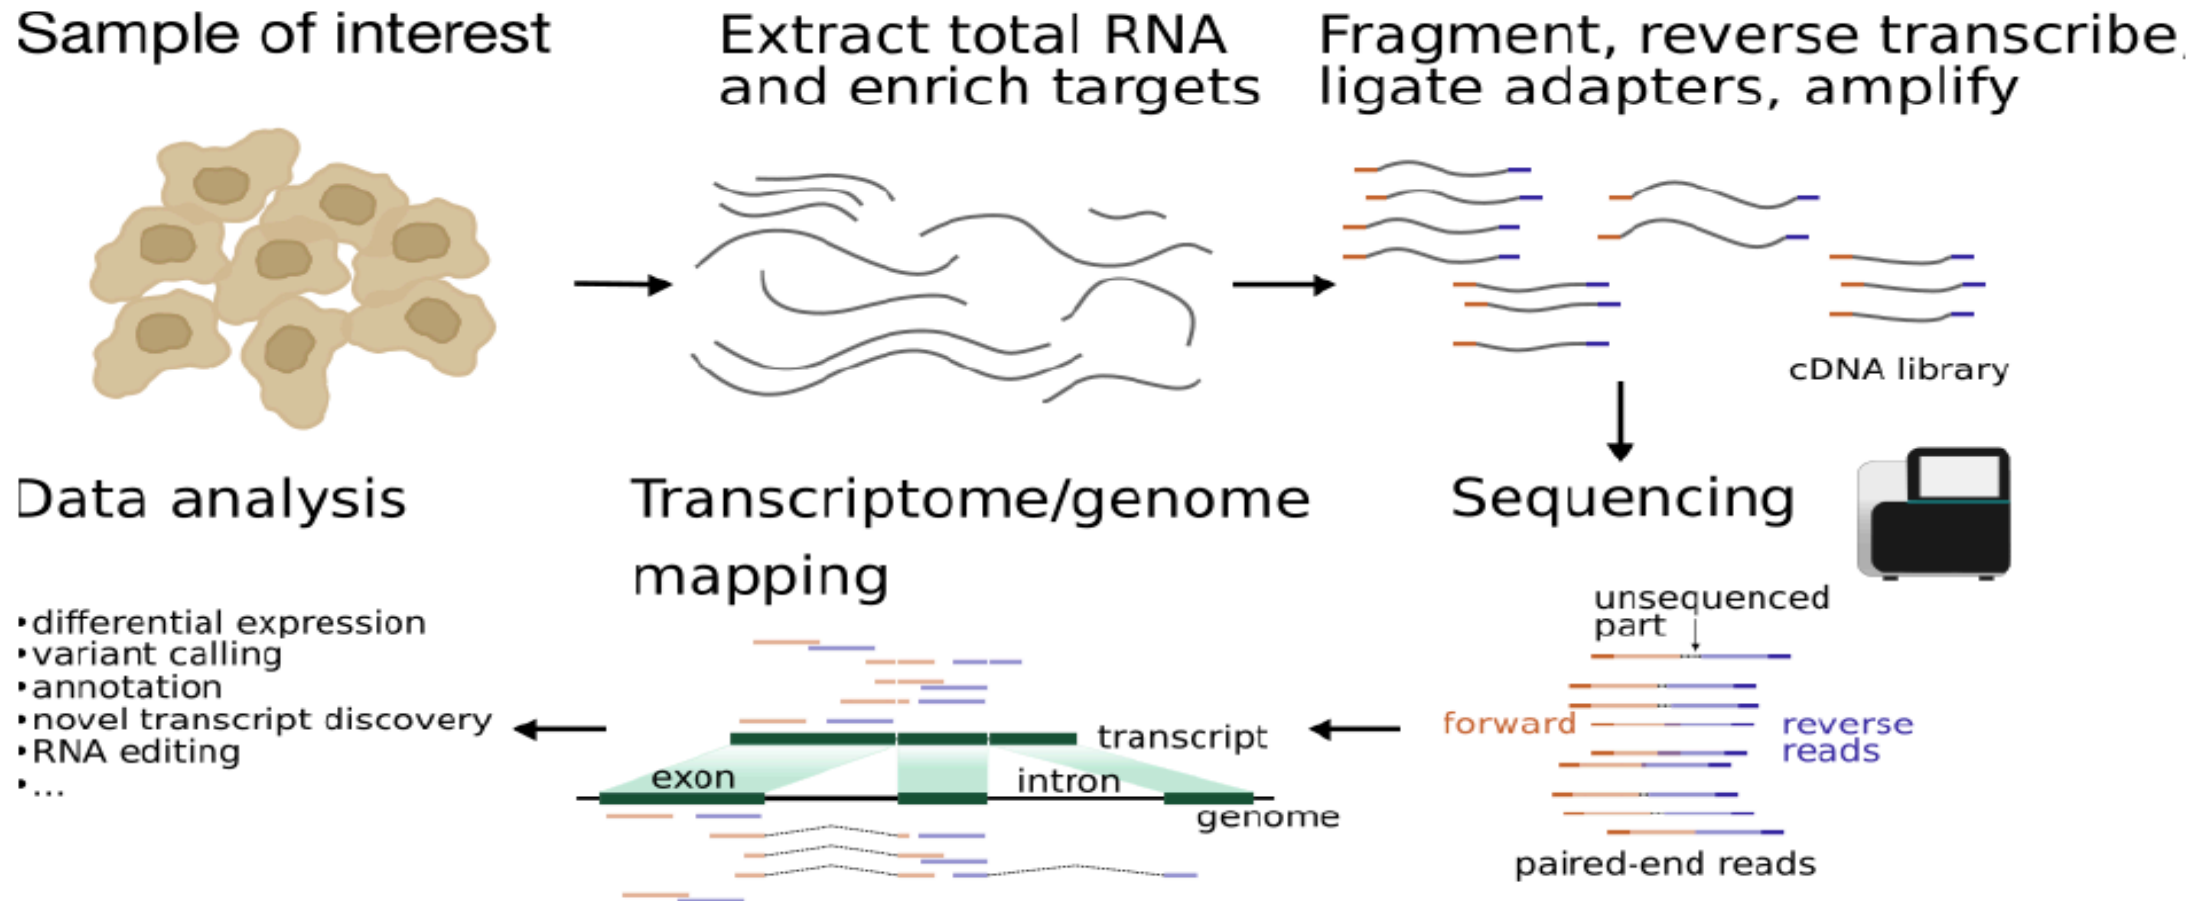 Sample of interest
Extract total RNA
and enrich targets
Fragment, reverse transcribe,
ligate adapters, amplify
cDNA library
Sequencing
unsequenced
part
forward
reverse
reads
paired-end reads
Transcriptome/genome
mapping
transcript
exon
intron
genome
Data analysis
•differential expression
•variant calling
•annotation
•novel transcript discovery
•RNA editing
•...